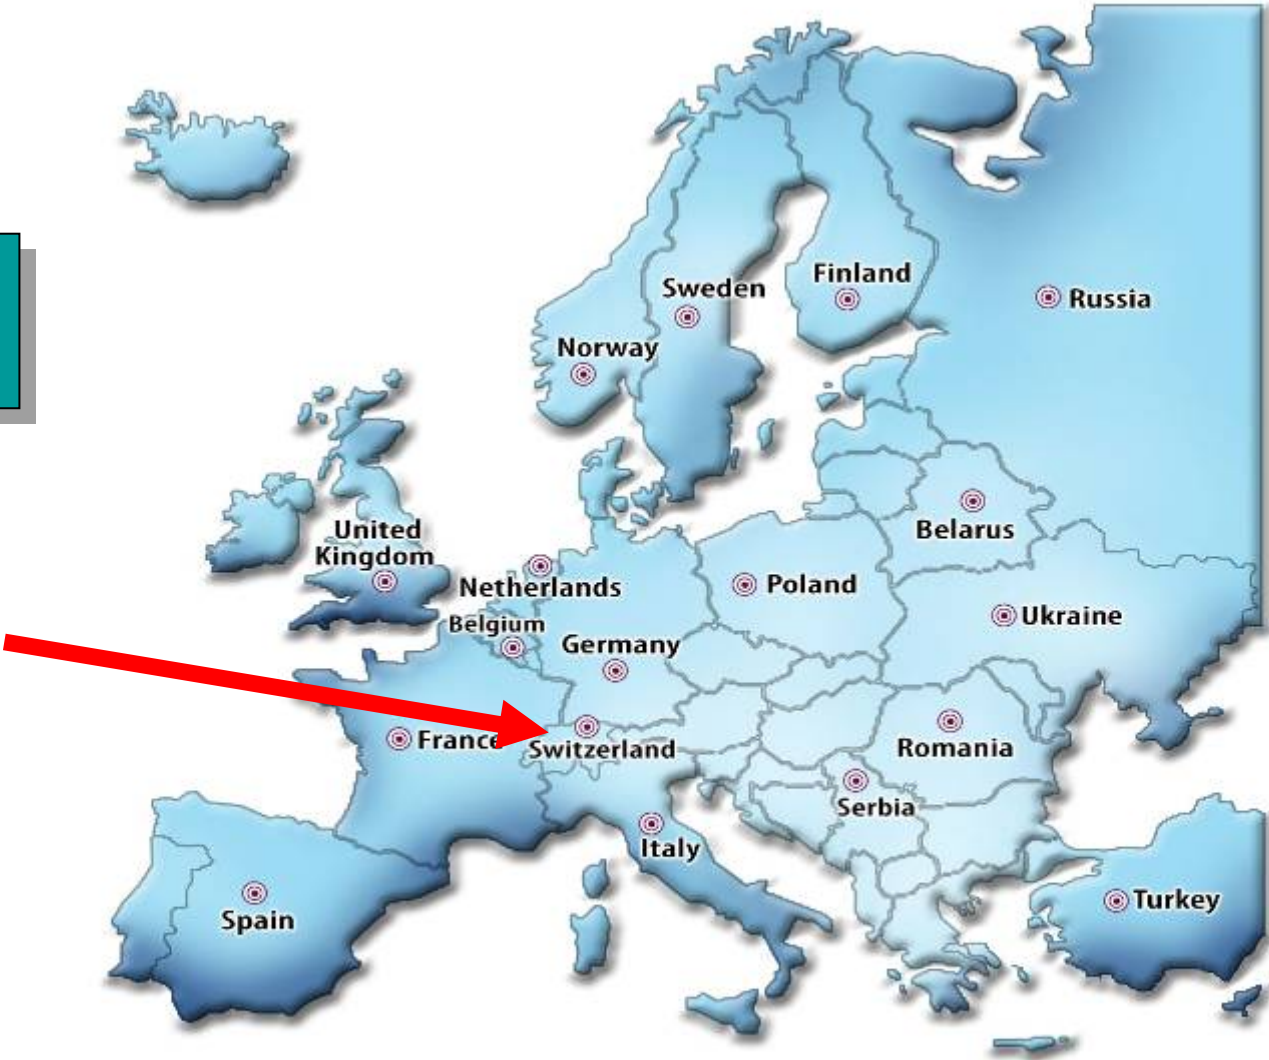 Finland
Sweden
Russia
Norway
Belarus
United
Kingdom
Netherlands
Poland
Ukraine
Belgium
Germany
France
Switzerland
Romania
Serbia
Italy
Spain
Turkey